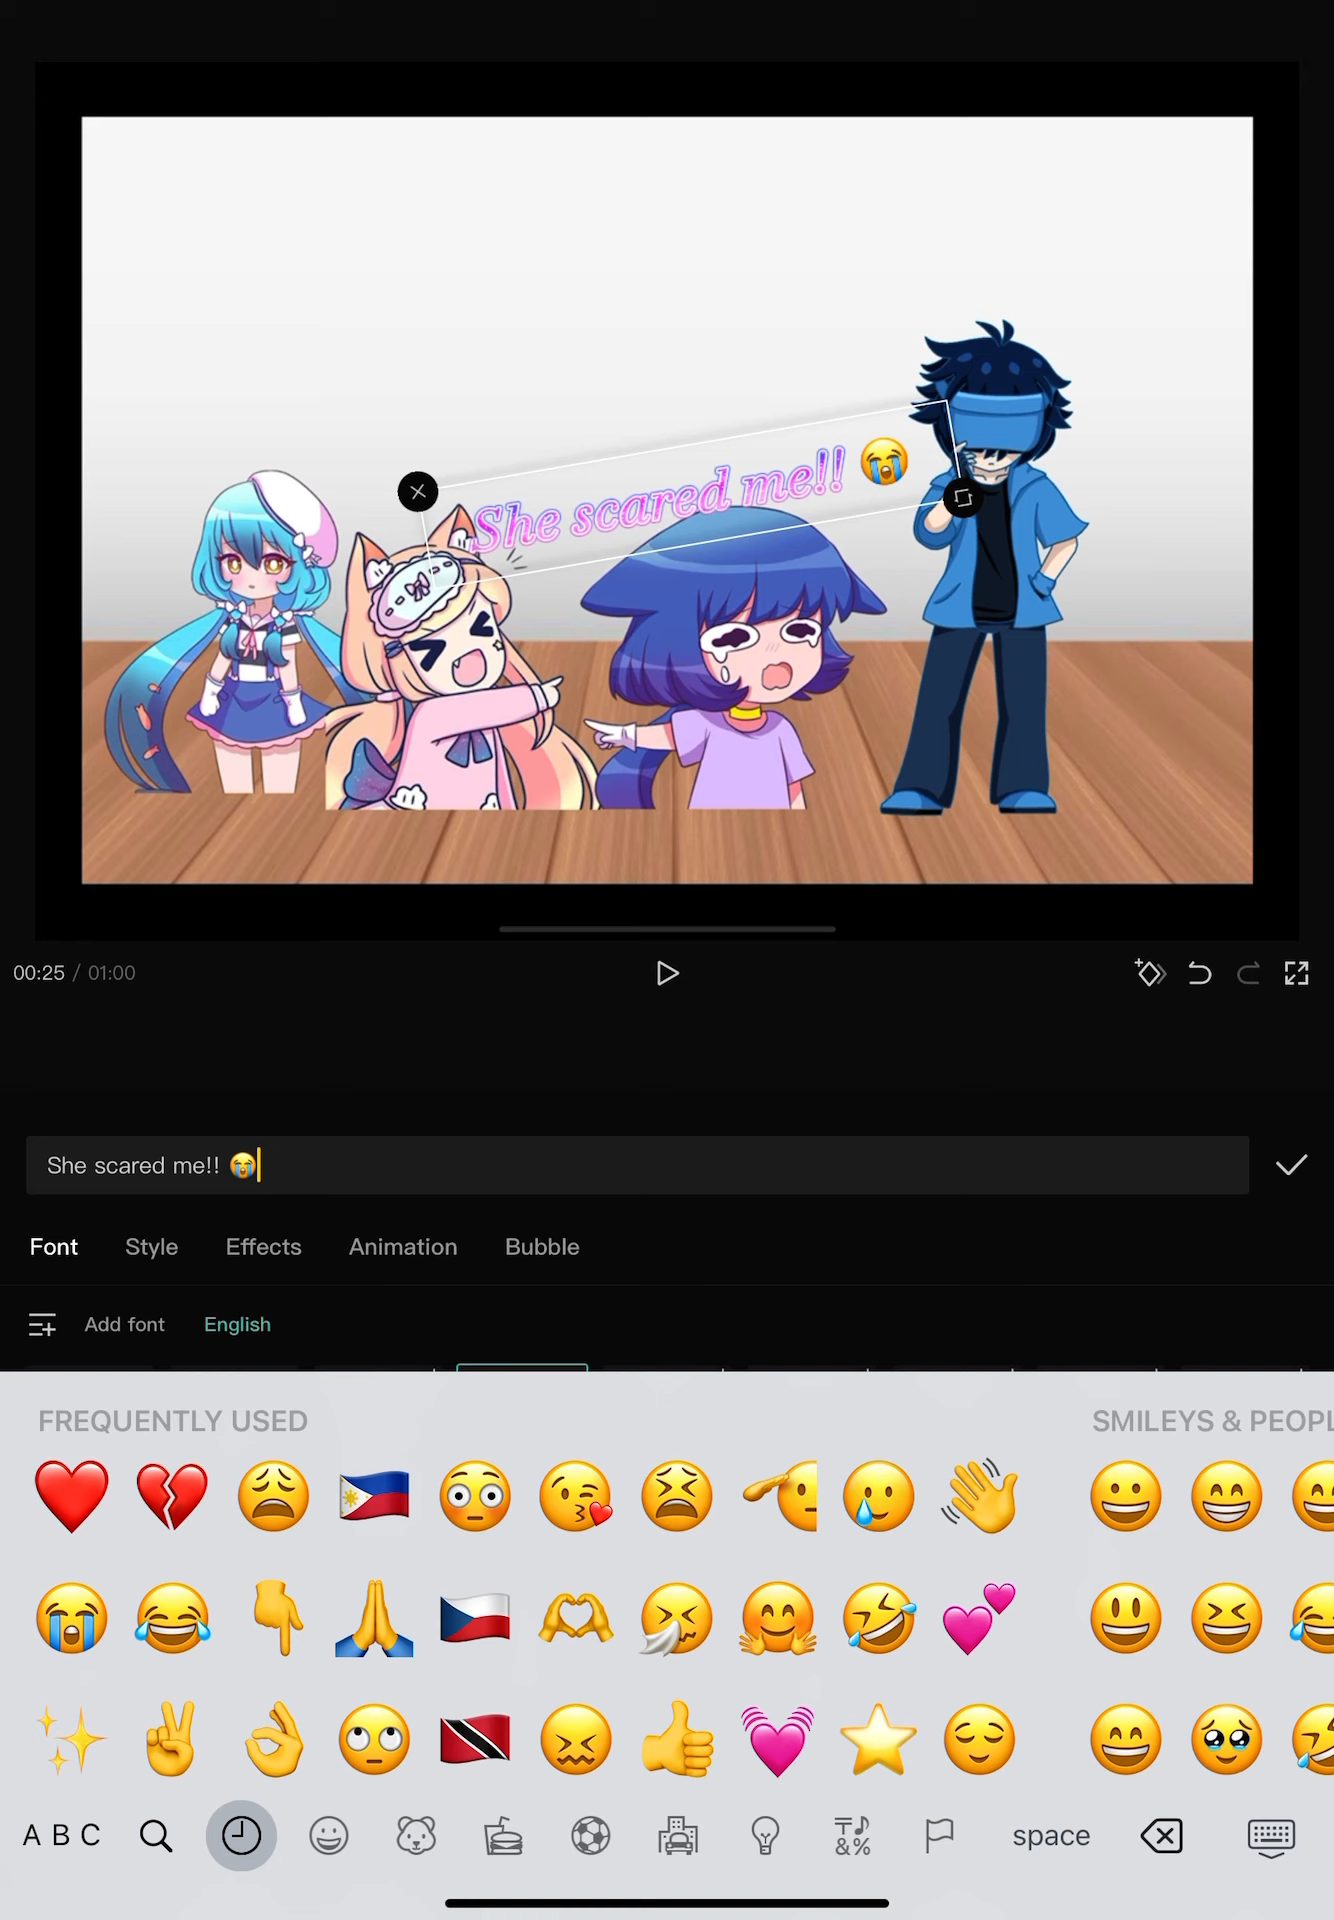 She scared me!! 😭
00:25 / 01:00
She scared me!! 😭
Font Style Effects Animation Bubble
Add font English
FREQUENTLY USED SMILEYS & PEOPL
A B C space